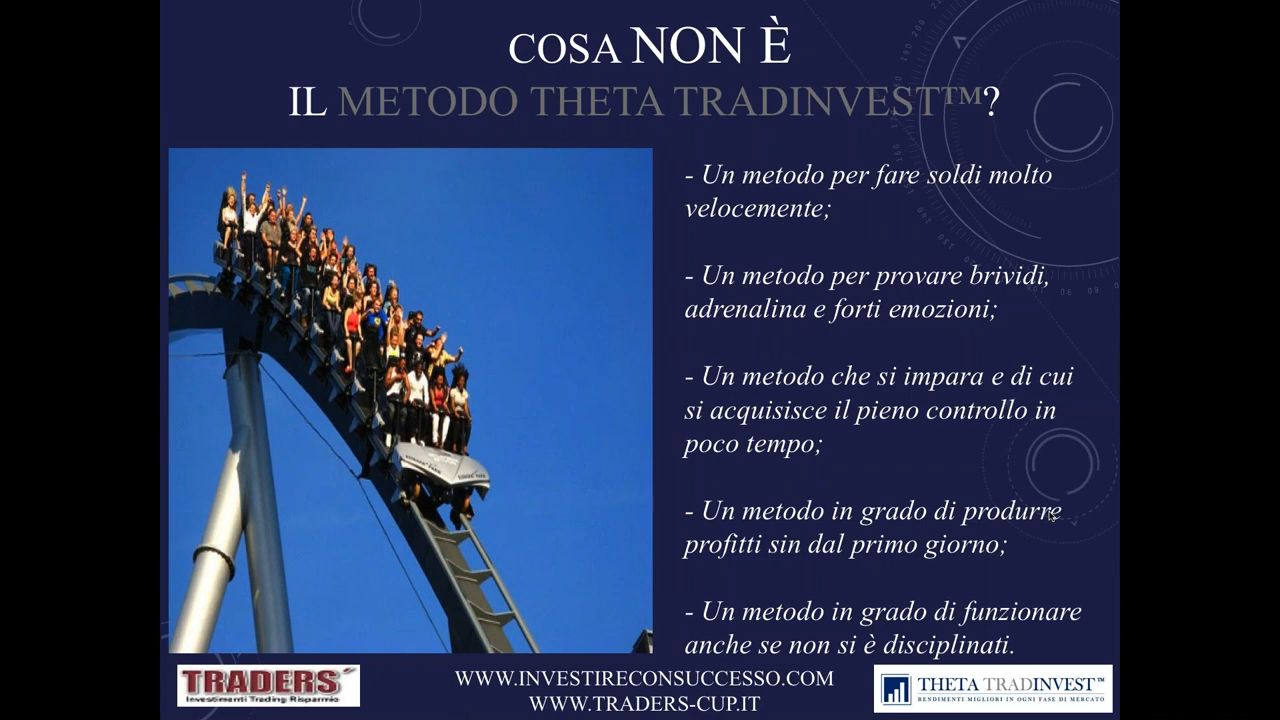 COSA NON È
IL METODO THETA TRADINVEST™?
- Un metodo per fare soldi molto
velocemente;
- Un metodo per provare brividi,
adrenalina e forti emozioni;
- Un metodo che si impara e di cui
si acquisisce il pieno controllo in
poco tempo;
- Un metodo in grado di produrre
profitti sin dal primo giorno;
- Un metodo in grado di funzionare
anche se non si è disciplinati.
TRADERS´
Investimenti Trading Risparmio
WWW.INVESTIRECONSUCCESSO.COM
WWW.TRADERS-CUP.IT
THETA TRADINVEST™
RENDIMENTI MIGLIORI IN OGNI FASE DI MERCATO